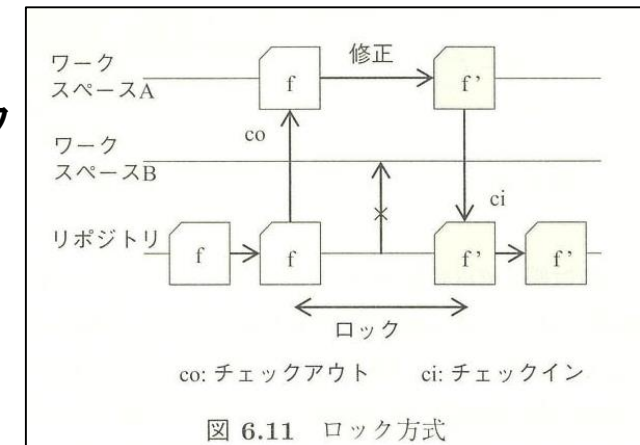 ク
ワーク
スペースA
f
修正
f’
co
ワーク
スペースB
ci
リポジトリ
f
f
f’
f’
ロック
co: チェックアウト ci: チェックイン
図 6.11 ロック方式